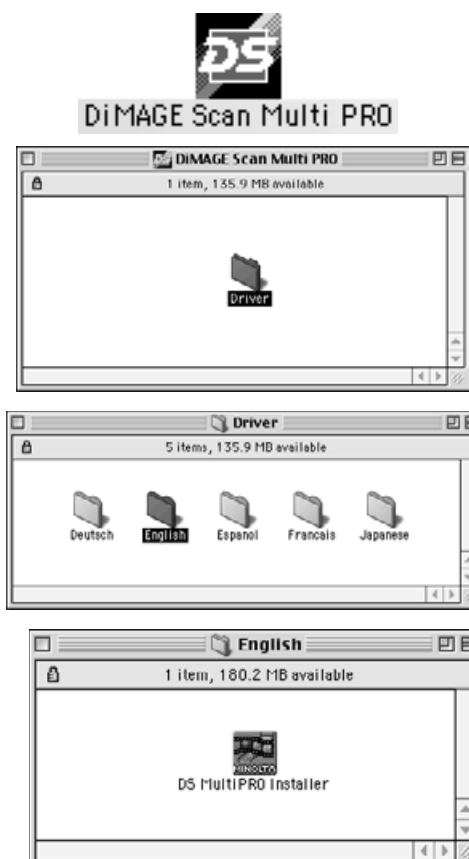 DS
DiMAGE Scan Multi PRO
DiMAGE Scan Multi PRO
1 item, 135.9 MB available
Driver
Driver
5 items, 135.9 MB available
Deutsch English Espanol Francais Japanese
English
1 item, 180.2 MB available
MINOLTA
DS MultiPRO Installer